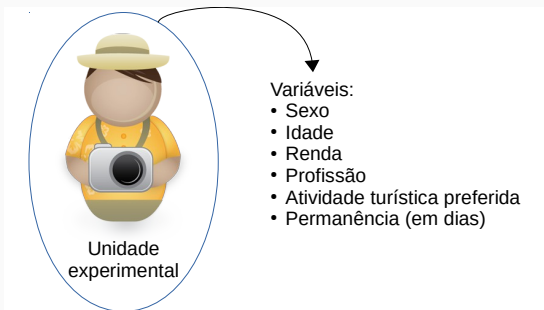 Variáveis:
• Sexo
• Idade
• Renda
• Profissão
• Atividade turística preferida
• Permanência (em dias)
Unidade
experimental